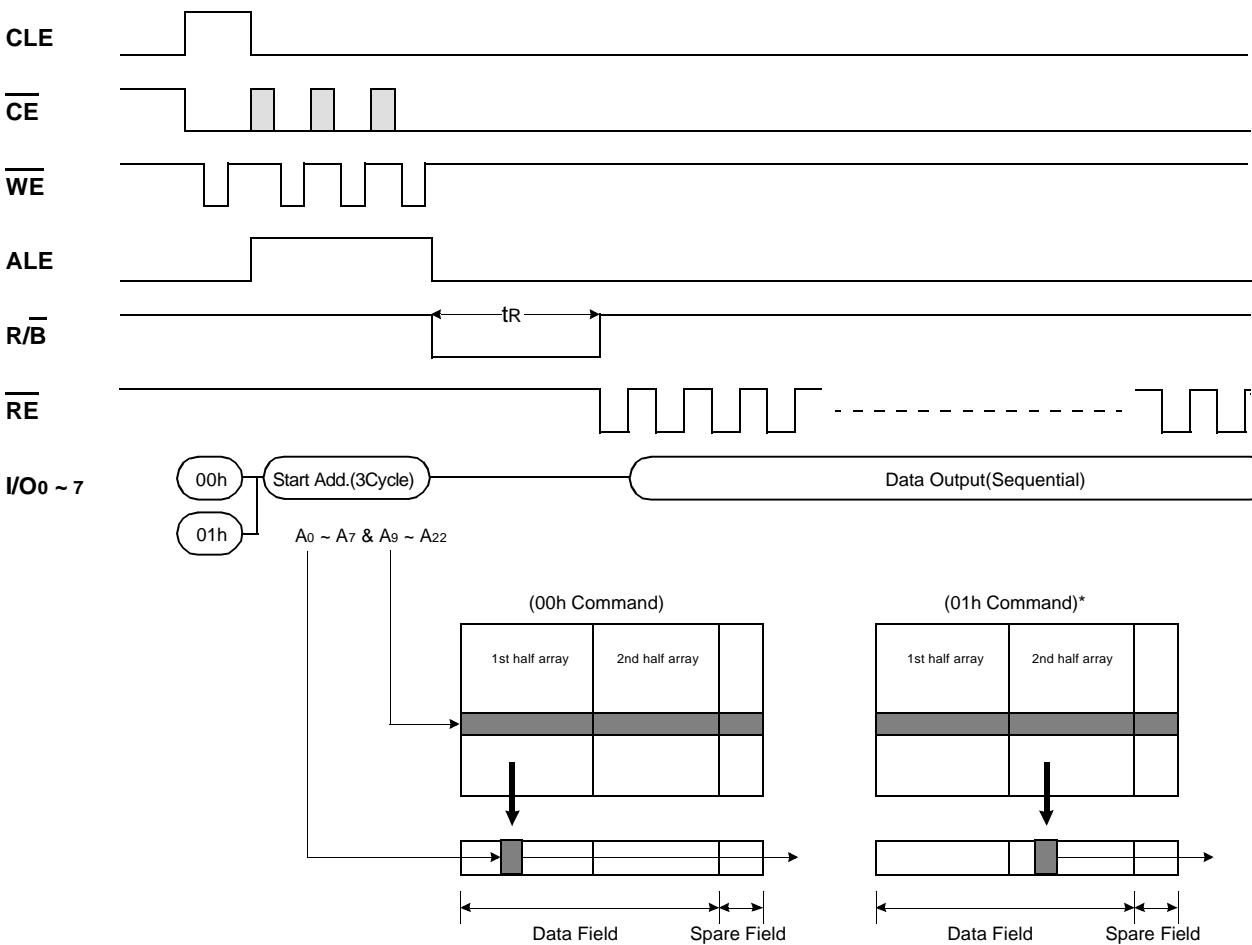 CLE
CE
WE
ALE
R/B
tR
RE
I/O0 ~ 7
00h
Start Add.(3Cycle)
Data Output(Sequential)
01h
A0 ~ A7 & A9 ~ A22
(00h Command)
(01h Command)*
1st half array
2nd half array
1st half array
2nd half array
Data Field
Spare Field
Data Field
Spare Field